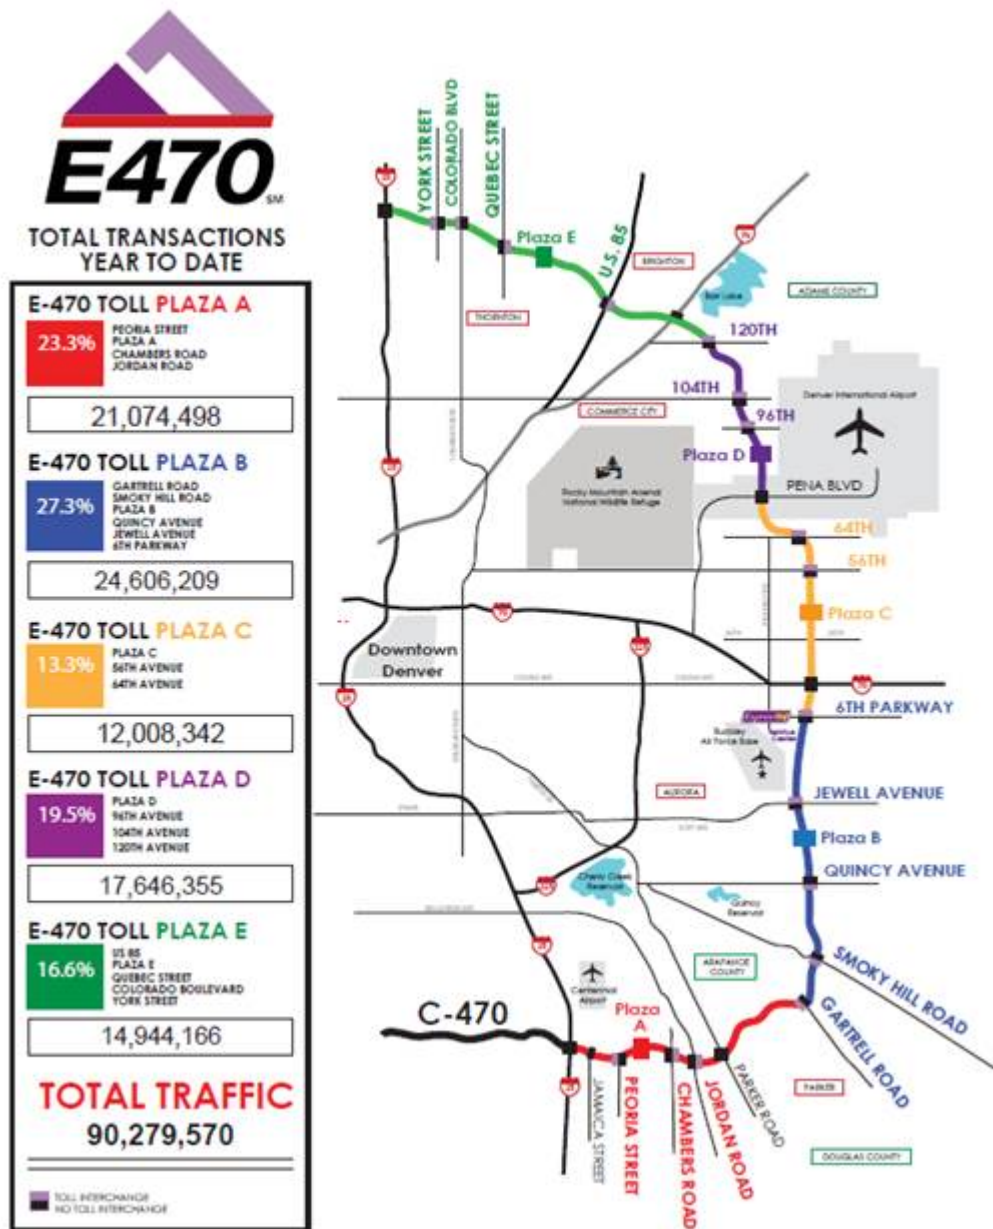 E470
SM
TOTAL TRANSACTIONS
YEAR TO DATE
E-470 TOLL PLAZA A
23.3%
PEORIA STREET
PLAZA A
CHAMBERS ROAD
JORDAN ROAD
21,074,498
E-470 TOLL PLAZA B
27.3%
GARTRELL ROAD
SMOKY HILL ROAD
PLAZA B
QUINCY AVENUE
JEWELL AVENUE
6TH PARKWAY
24,606,209
E-470 TOLL PLAZA C
13.3%
PLAZA C
56TH AVENUE
64TH AVENUE
12,008,342
E-470 TOLL PLAZA D
19.5%
PLAZA D
96TH AVENUE
104TH AVENUE
120TH AVENUE
17,646,355
E-470 TOLL PLAZA E
16.6%
US 85
PLAZA E
QUEBEC STREET
COLORADO BOULEVARD
YORK STREET
14,944,166
TOTAL TRAFFIC
90,279,570
TOLL INTERCHANGE
NO TOLL INTERCHANGE
YORK STREET
COLORADO BLVD
QUEBEC STREET
Plaza E
U.S. 85
BRIGHTON
Barr Lake
ADAMS COUNTY
THORNTON
120TH
104TH
COMMERCE CITY
96TH
Denver International Airport
Plaza D
Rocky Mountain Arsenal
National Wildlife Refuge
PENA BLVD
64TH
56TH
Plaza C
70
Downtown
Denver
70
6TH PARKWAY
Buckley
Air Force Base
AURORA
JEWELL AVENUE
Plaza B
Cherry Creek
Reservoir
QUINCY AVENUE
Quincy
Reservoir
SMOKY HILL ROAD
ARAPAHOE
COUNTY
Centennial
Airport
GARTRELL ROAD
C-470
Plaza
A
JAMAICA STREET
PEORIA STREET
CHAMBERS ROAD
JORDAN ROAD
PARKER ROAD
PARKER
DOUGLAS COUNTY